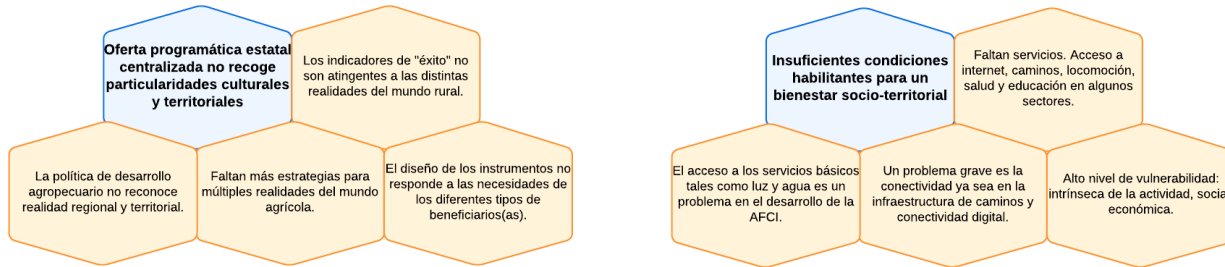 Oferta programática estatal
centralizada no recoge
particularidades culturales
y territoriales
Los indicadores de "éxito" no
son atingentes a las distintas
realidades del mundo rural.
La política de desarrollo
agropecuario no reconoce
realidad regional y territorial.
Faltan más estrategias para
múltiples realidades del mundo
agrícola.
El diseño de los instrumentos no
responde a las necesidades de
los diferentes tipos de
beneficiarios(as).
Insuficientes condiciones
habilitantes para un
bienestar socio-territorial
Faltan servicios. Acceso a
internet, caminos, locomoción,
salud y educación en algunos
sectores.
El acceso a los servicios básicos
tales como luz y agua es un
problema en el desarrollo de la
AFCI.
Un problema grave es la
conectividad ya sea en la
infraestructura de caminos y
conectividad digital.
Alto nivel de vulnerabilidad:
intrínseca de la actividad, social
económica.